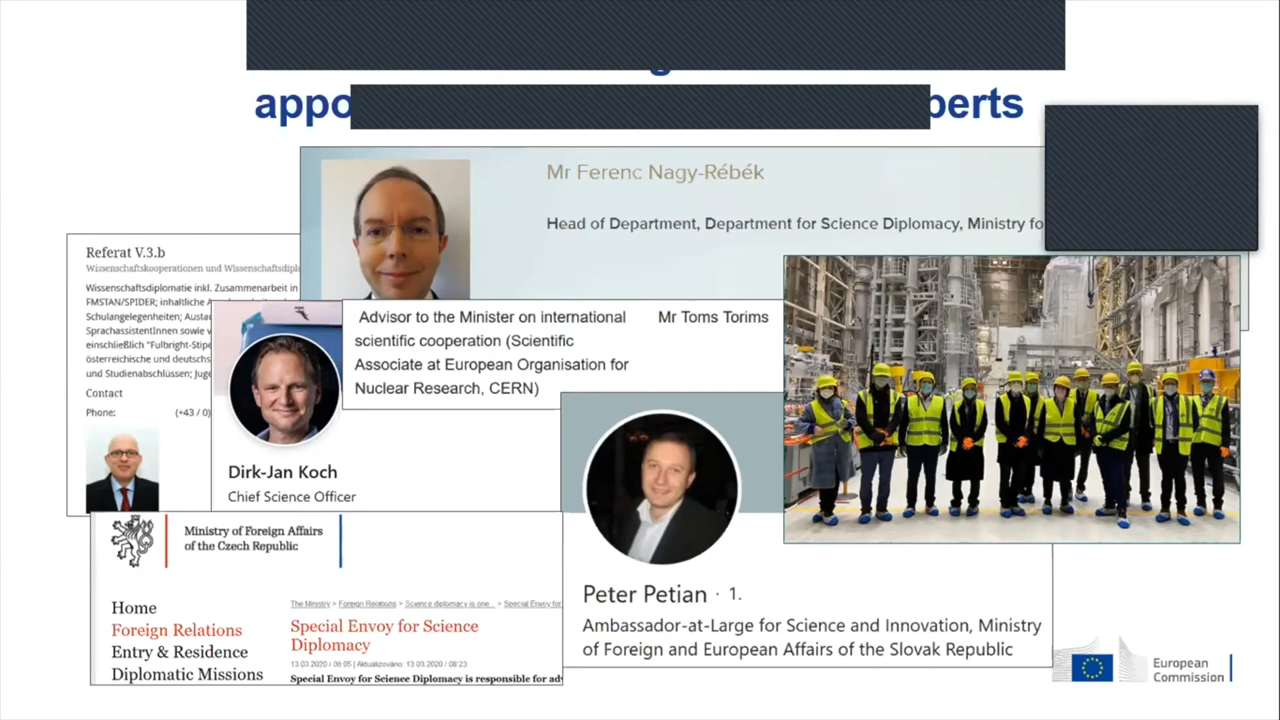 appo
perts
Mr Ferenc Nagy-Rébék
Head of Department, Department for Science Diplomacy, Ministry fo
Referat V.3.b
Wissenschaftskooperationen und Wissenschaftsdiplo
Wissenschaftsdiplomatie inkl. Zusammenarbeit in
FMSTAN/SPIDER; inhaltliche A
Schulangelegenheiten; Austau
SprachassistentInnen sowie v
einschließlich "Fulbright-Stipe
österreichische und deutschs
und Studienabschlüssen; Juge
Contact
Phone: (+43 / 0)
Advisor to the Minister on international
scientific cooperation (Scientific
Associate at European Organisation for
Nuclear Research, CERN)
Mr Toms Torims
Dirk-Jan Koch
Chief Science Officer
Ministry of Foreign Affairs
of the Czech Republic
Home
Foreign Relations
Entry & Residence
Diplomatic Missions
The Ministry > Foreign Relations > Science diplomacy is one... > Special Envoy for
Special Envoy for Science
Diplomacy
13.03.2020 / 08:05 | Aktualizováno: 13.03.2020 / 08:23
Special Envoy for Science Diplomacy is responsible for adv
Peter Petian · 1.
Ambassador-at-Large for Science and Innovation, Ministry
of Foreign and European Affairs of the Slovak Republic
European
Commission